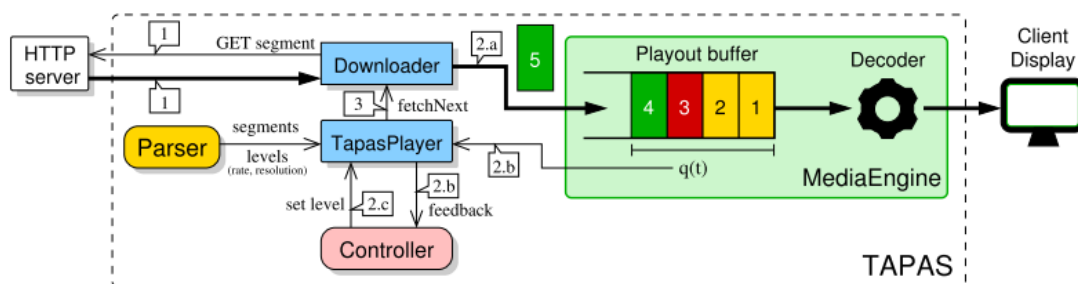 1
GET segment
2.a
5
Playout buffer
Decoder
Client
Display
HTTP
server
Downloader
1
3
fetchNext
4
3
2
1
Parser
segments
levels
(rate, resolution)
TapasPlayer
2.b
q(t)
MediaEngine
set level
2.c
2.b
feedback
Controller
TAPAS